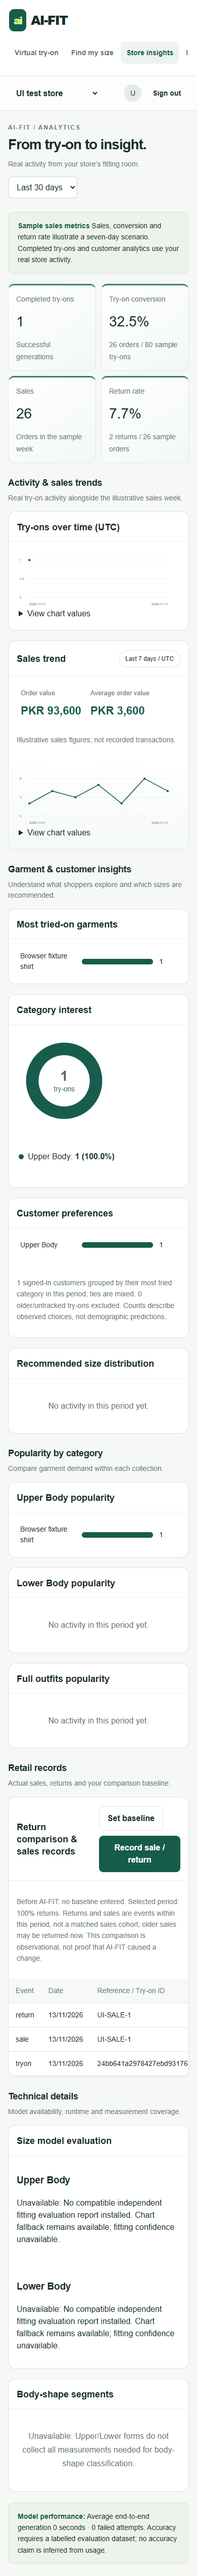 ai AI-FIT
Virtual try-on Find my size Store insights
UI test store U Sign out
AI-FIT / ANALYTICS
From try-on to insight.
Real activity from your store's fitting room.
Last 30 days
Sample sales metrics Sales, conversion and
return rate illustrate a seven-day scenario.
Completed try-ons and customer analytics use your
real store activity.
Completed try-ons
1
Successful
generations
Try-on conversion
32.5%
26 orders / 80 sample
try-ons
Sales
26
Orders in the sample
week
Return rate
7.7%
2 returns / 26 sample
orders
Activity & sales trends
Real try-on activity alongside the illustrative sales week.
Try-ons over time (UTC)
View chart values
Sales trend Last 7 days / UTC
Order value Average order value
PKR 93,600 PKR 3,600
Illustrative sales figures; not recorded transactions.
View chart values
Garment & customer insights
Understand what shoppers explore and which sizes are
recommended.
Most tried-on garments
Browser fixture
shirt
1
Category interest
1
try-ons
Upper Body: 1 (100.0%)
Customer preferences
Upper Body 1
1 signed-in customers grouped by their most tried
category in this period; ties are mixed. 0
older/untracked try-ons excluded. Counts describe
observed choices, not demographic predictions.
Recommended size distribution
No activity in this period yet.
Popularity by category
Compare garment demand within each collection.
Upper Body popularity
Browser fixture
shirt
1
Lower Body popularity
No activity in this period yet.
Full outfits popularity
No activity in this period yet.
Retail records
Actual sales, returns and your comparison baseline.
Return
comparison &
sales records
Set baseline
Record sale /
return
Before AI-FIT: no baseline entered. Selected period:
100% returns. Returns and sales are events within
this period, not a matched sales cohort; older sales
may be returned now. This comparison is
observational, not proof that AI-FIT caused a
change.
Event Date Reference / Try-on ID
return 13/11/2026 UI-SALE-1
sale 13/11/2026 UI-SALE-1
tryon 13/11/2026 24bb641a2978427ebd93176
Technical details
Model availability, runtime and measurement coverage.
Size model evaluation
Upper Body
Unavailable: No compatible independent
fitting evaluation report installed. Chart
fallback remains available; fitting confidence
unavailable.
Lower Body
Unavailable: No compatible independent
fitting evaluation report installed. Chart
fallback remains available; fitting confidence
unavailable.
Body-shape segments
Unavailable: Upper/Lower forms do not
collect all measurements needed for body-
shape classification.
Model performance: Average end-to-end
generation 0 seconds · 0 failed attempts. Accuracy
requires a labelled evaluation dataset; no accuracy
claim is inferred from usage.